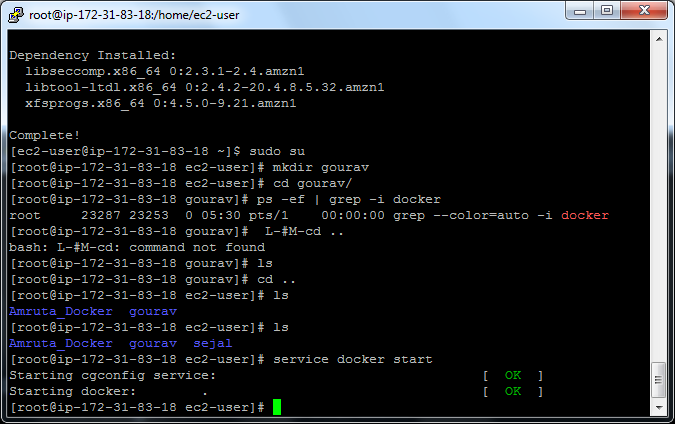 root@ip-172-31-83-18:/home/ec2-user
Dependency Installed:
  libseccomp.x86_64 0:2.3.1-2.4.amzn1
  libtool-ltdl.x86_64 0:2.4.2-20.4.8.5.32.amzn1
  xfsprogs.x86_64 0:4.5.0-9.21.amzn1
Complete!
[ec2-user@ip-172-31-83-18 ~]$ sudo su
[root@ip-172-31-83-18 ec2-user]# mkdir gourav
[root@ip-172-31-83-18 ec2-user]# cd gourav/
[root@ip-172-31-83-18 gourav]# ps -ef | grep -i docker
root     23287 23253  0 05:30 pts/1    00:00:00 grep --color=auto -i docker
[root@ip-172-31-83-18 gourav]#  L-#M-cd ..
bash: L-#M-cd: command not found
[root@ip-172-31-83-18 gourav]# ls
[root@ip-172-31-83-18 gourav]# cd ..
[root@ip-172-31-83-18 ec2-user]# ls
Amruta_Docker  gourav
[root@ip-172-31-83-18 ec2-user]# ls
Amruta_Docker  gourav  sejal
[root@ip-172-31-83-18 ec2-user]# service docker start
Starting cgconfig service:                                 [  OK  ]
Starting docker:        .                                  [  OK  ]
[root@ip-172-31-83-18 ec2-user]#